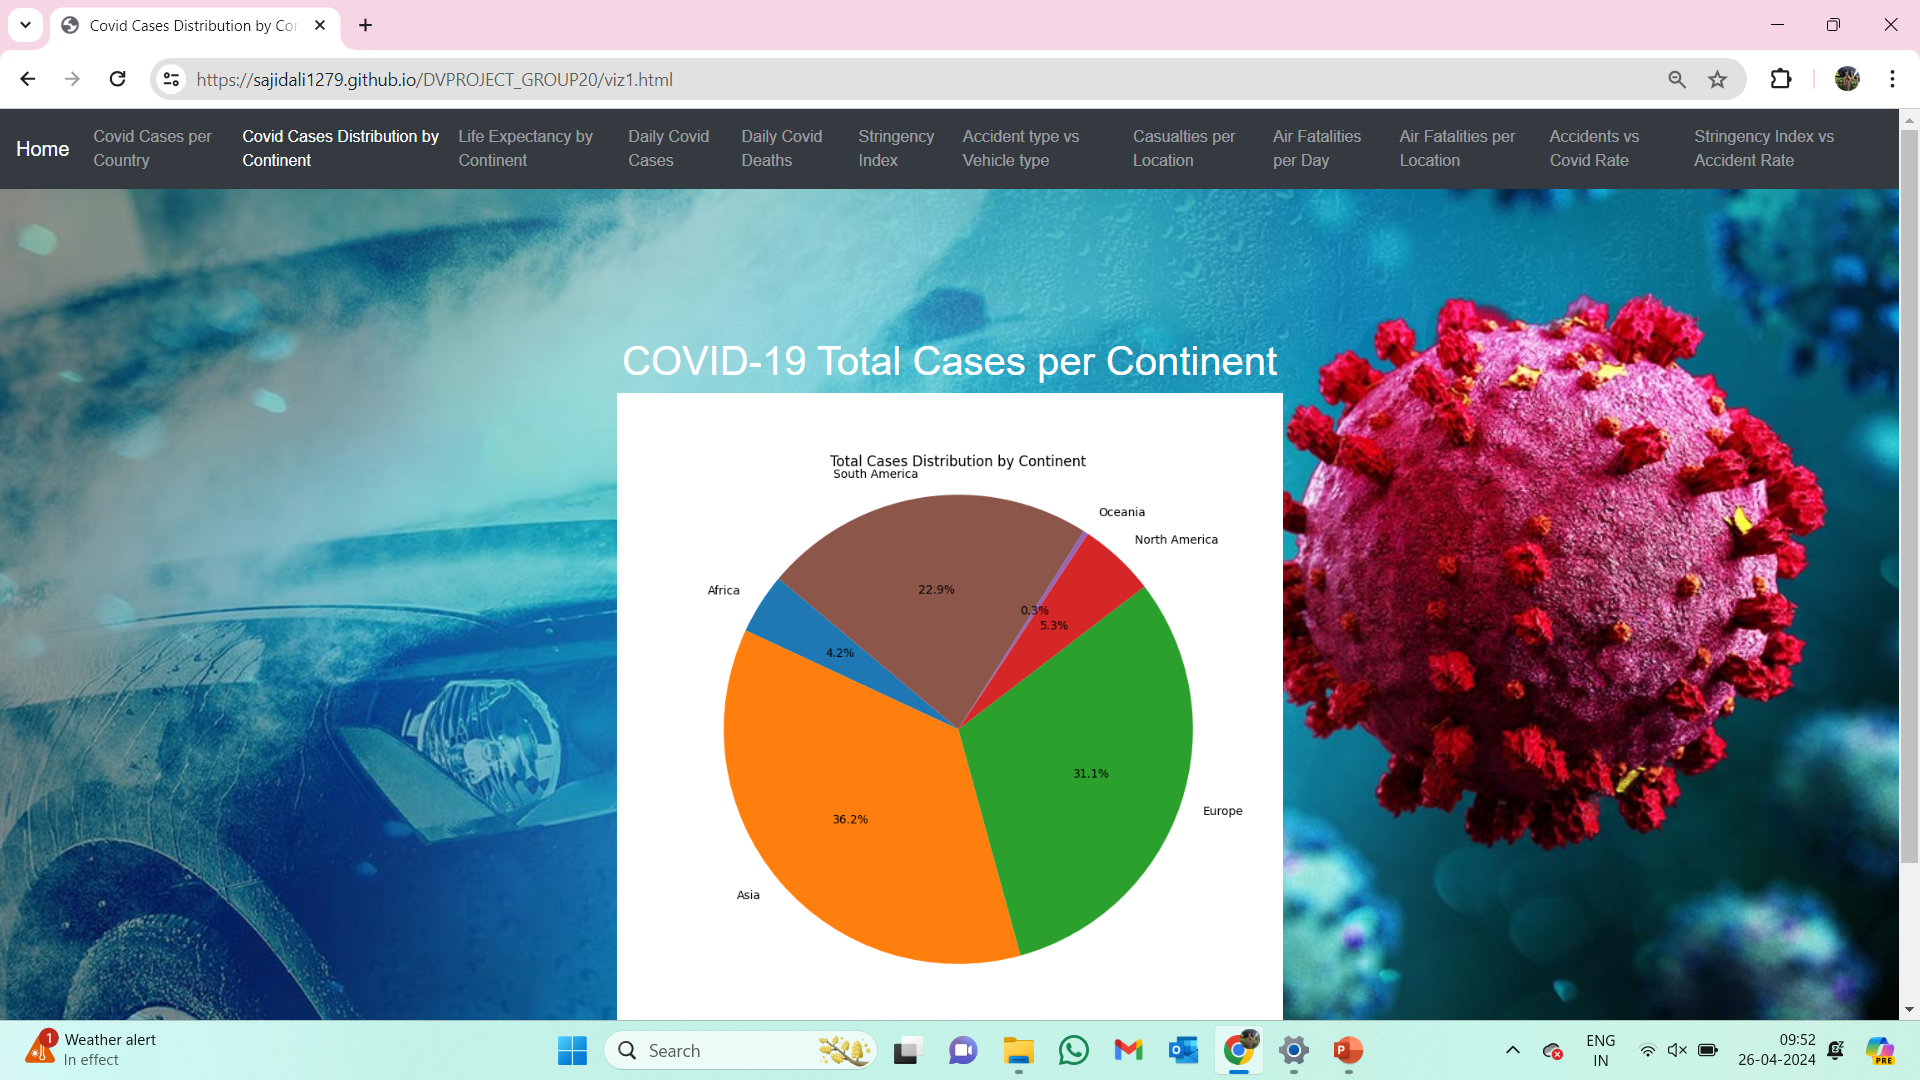 Covid Cases Distribution by Cor
https://sajidali1279.github.io/DVPROJECT_GROUP20/viz1.html
Home
Covid Cases per
Country
Covid Cases Distribution by
Continent
Life Expectancy by
Continent
Daily Covid
Cases
Daily Covid
Deaths
Stringency
Index
Accident type vs
Vehicle type
Casualties per
Location
Air Fatalities
per Day
Air Fatalities per
Location
Accidents vs
Covid Rate
Stringency Index vs
Accident Rate
COVID-19 Total Cases per Continent
Total Cases Distribution by Continent
South America
Oceania
North America
Africa
22.9%
0.3%
5.3%
4.2%
31.1%
36.2%
Europe
Asia
1
Weather alert
In effect
Search
P
ENG
IN
09:52
26-04-2024
PRE